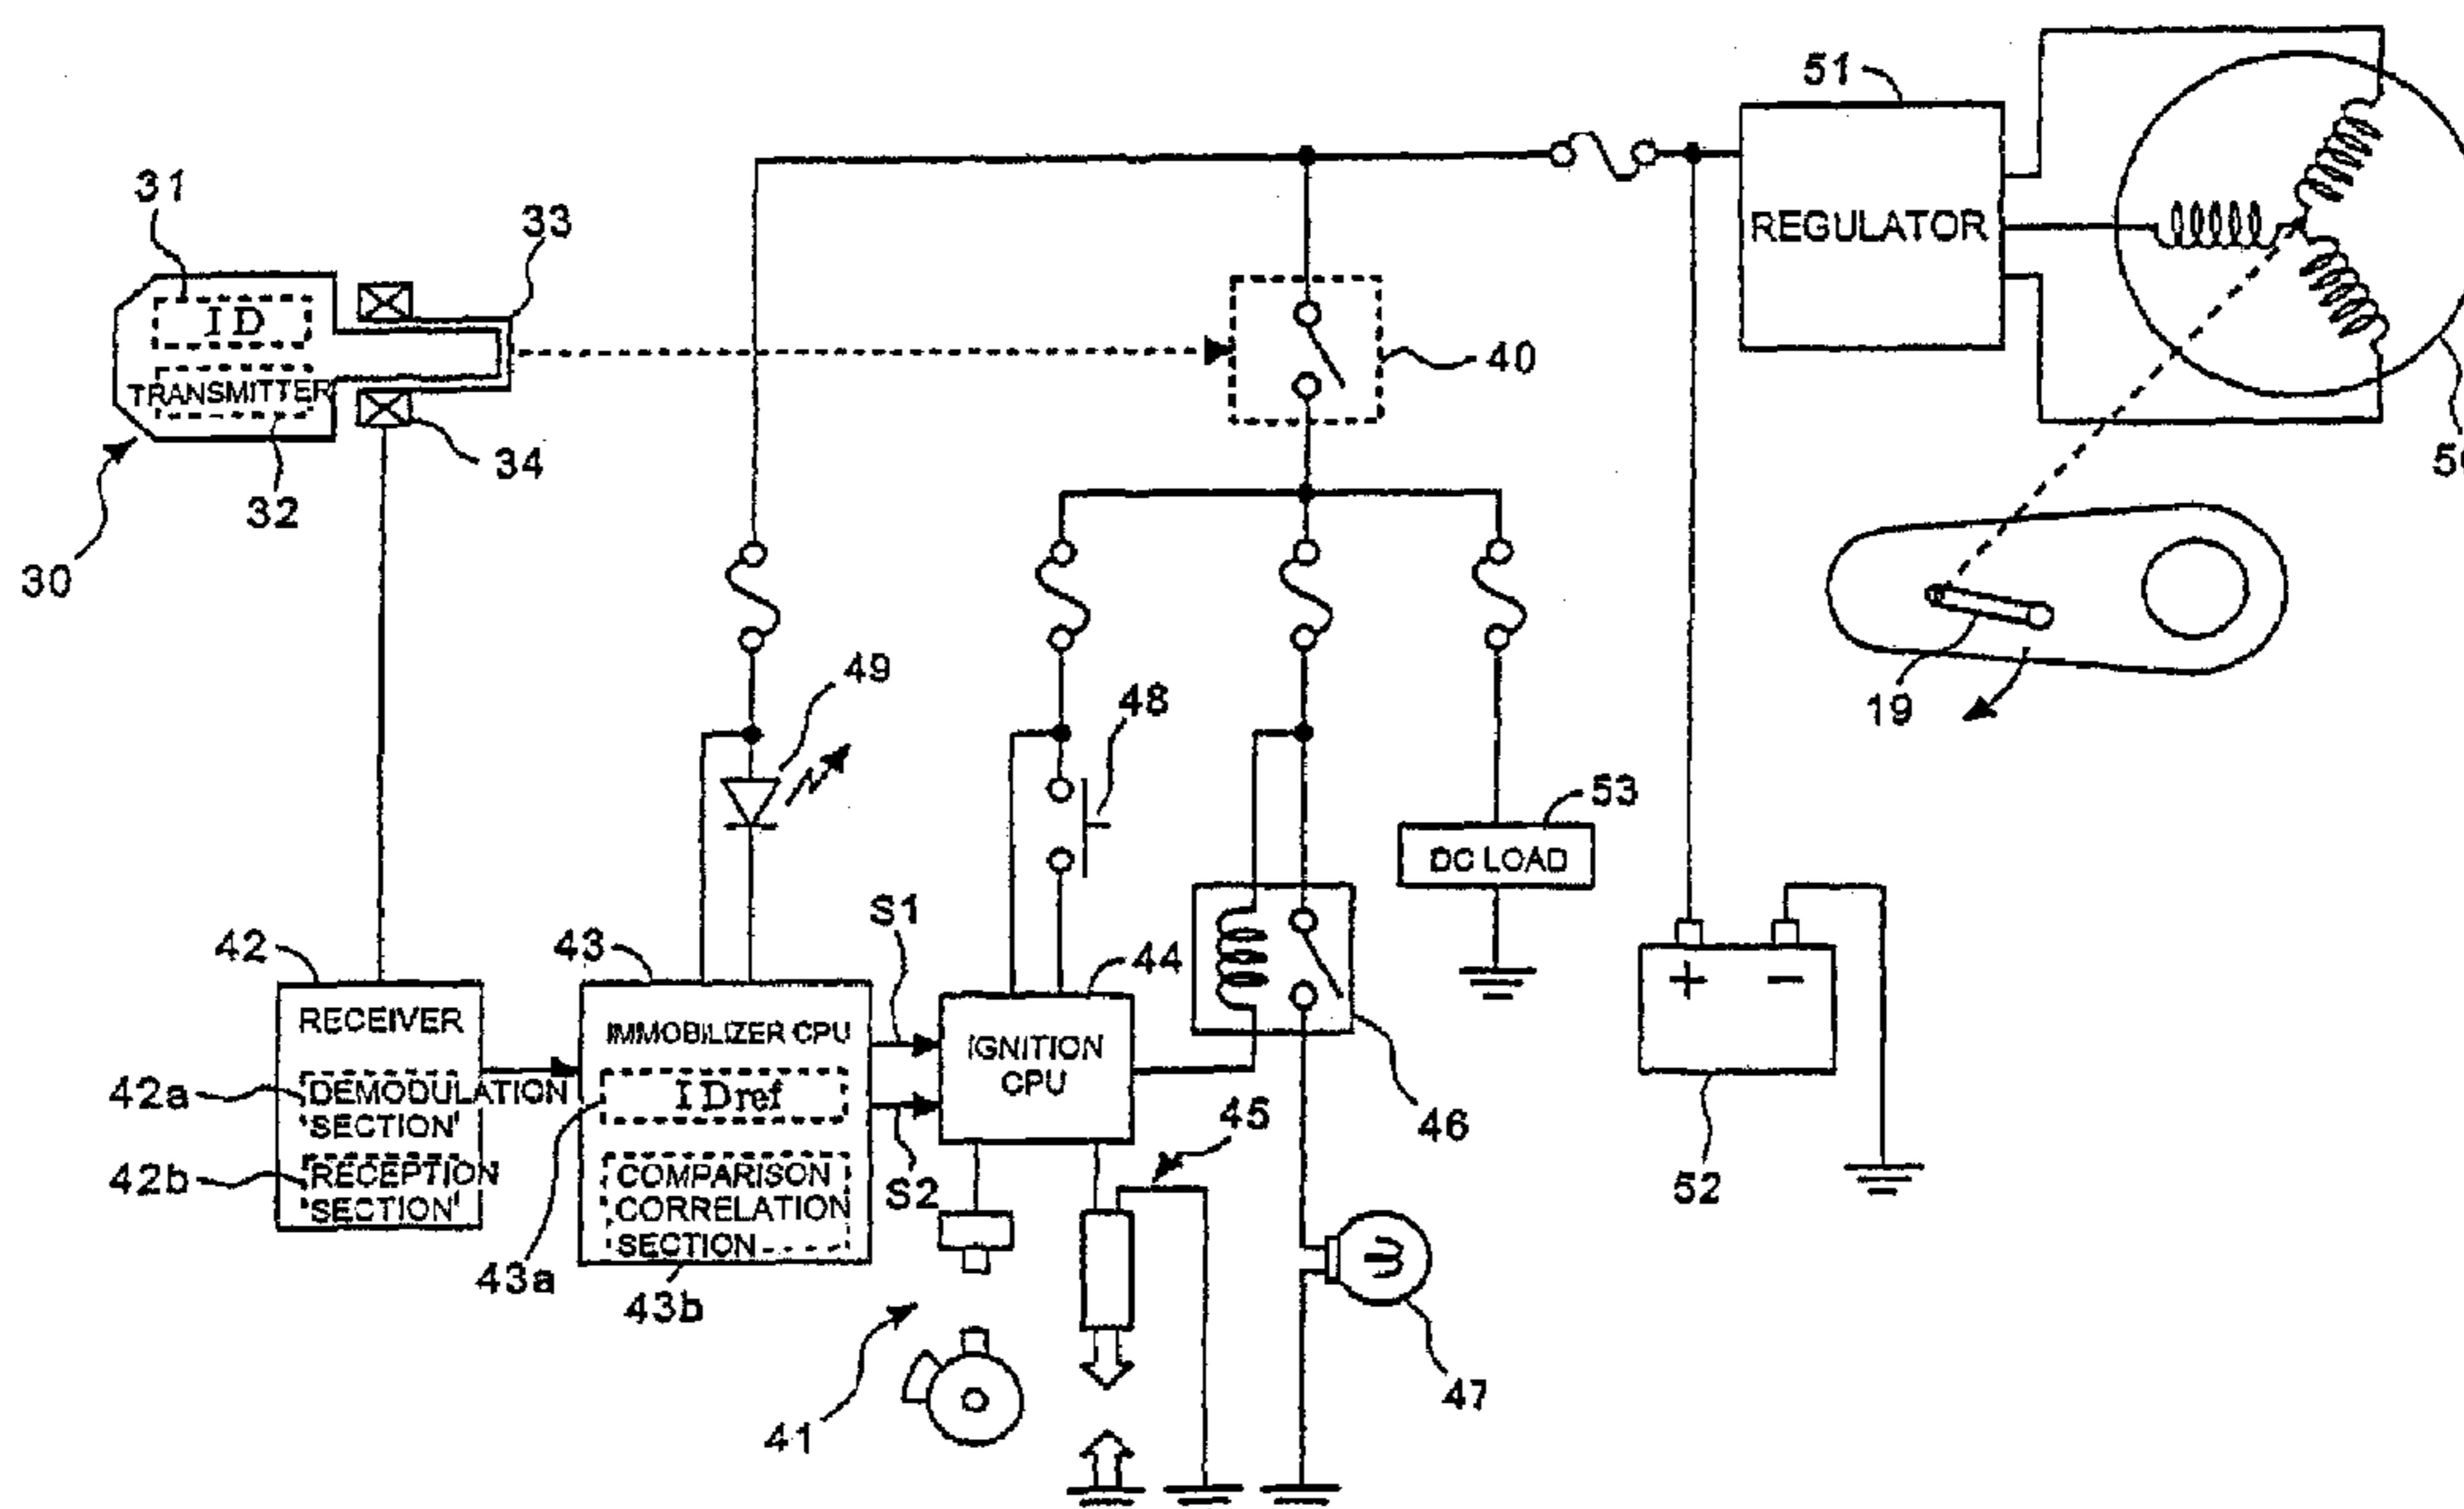 51
31
33
REGULATOR
ID
TRANSMITTER
40
34
32
30
19
49
48
53
DC LOAD
S1
42
43
44
RECEIVER
IMMOBILIZER CPU
IGNITION
CPU
+
−
42a
DEMODULATION
SECTION
IDref
45
46
42b
RECEPTION
SECTION
COMPARISON
CORRELATION
SECTION
S2
52
43a
43b
41
47